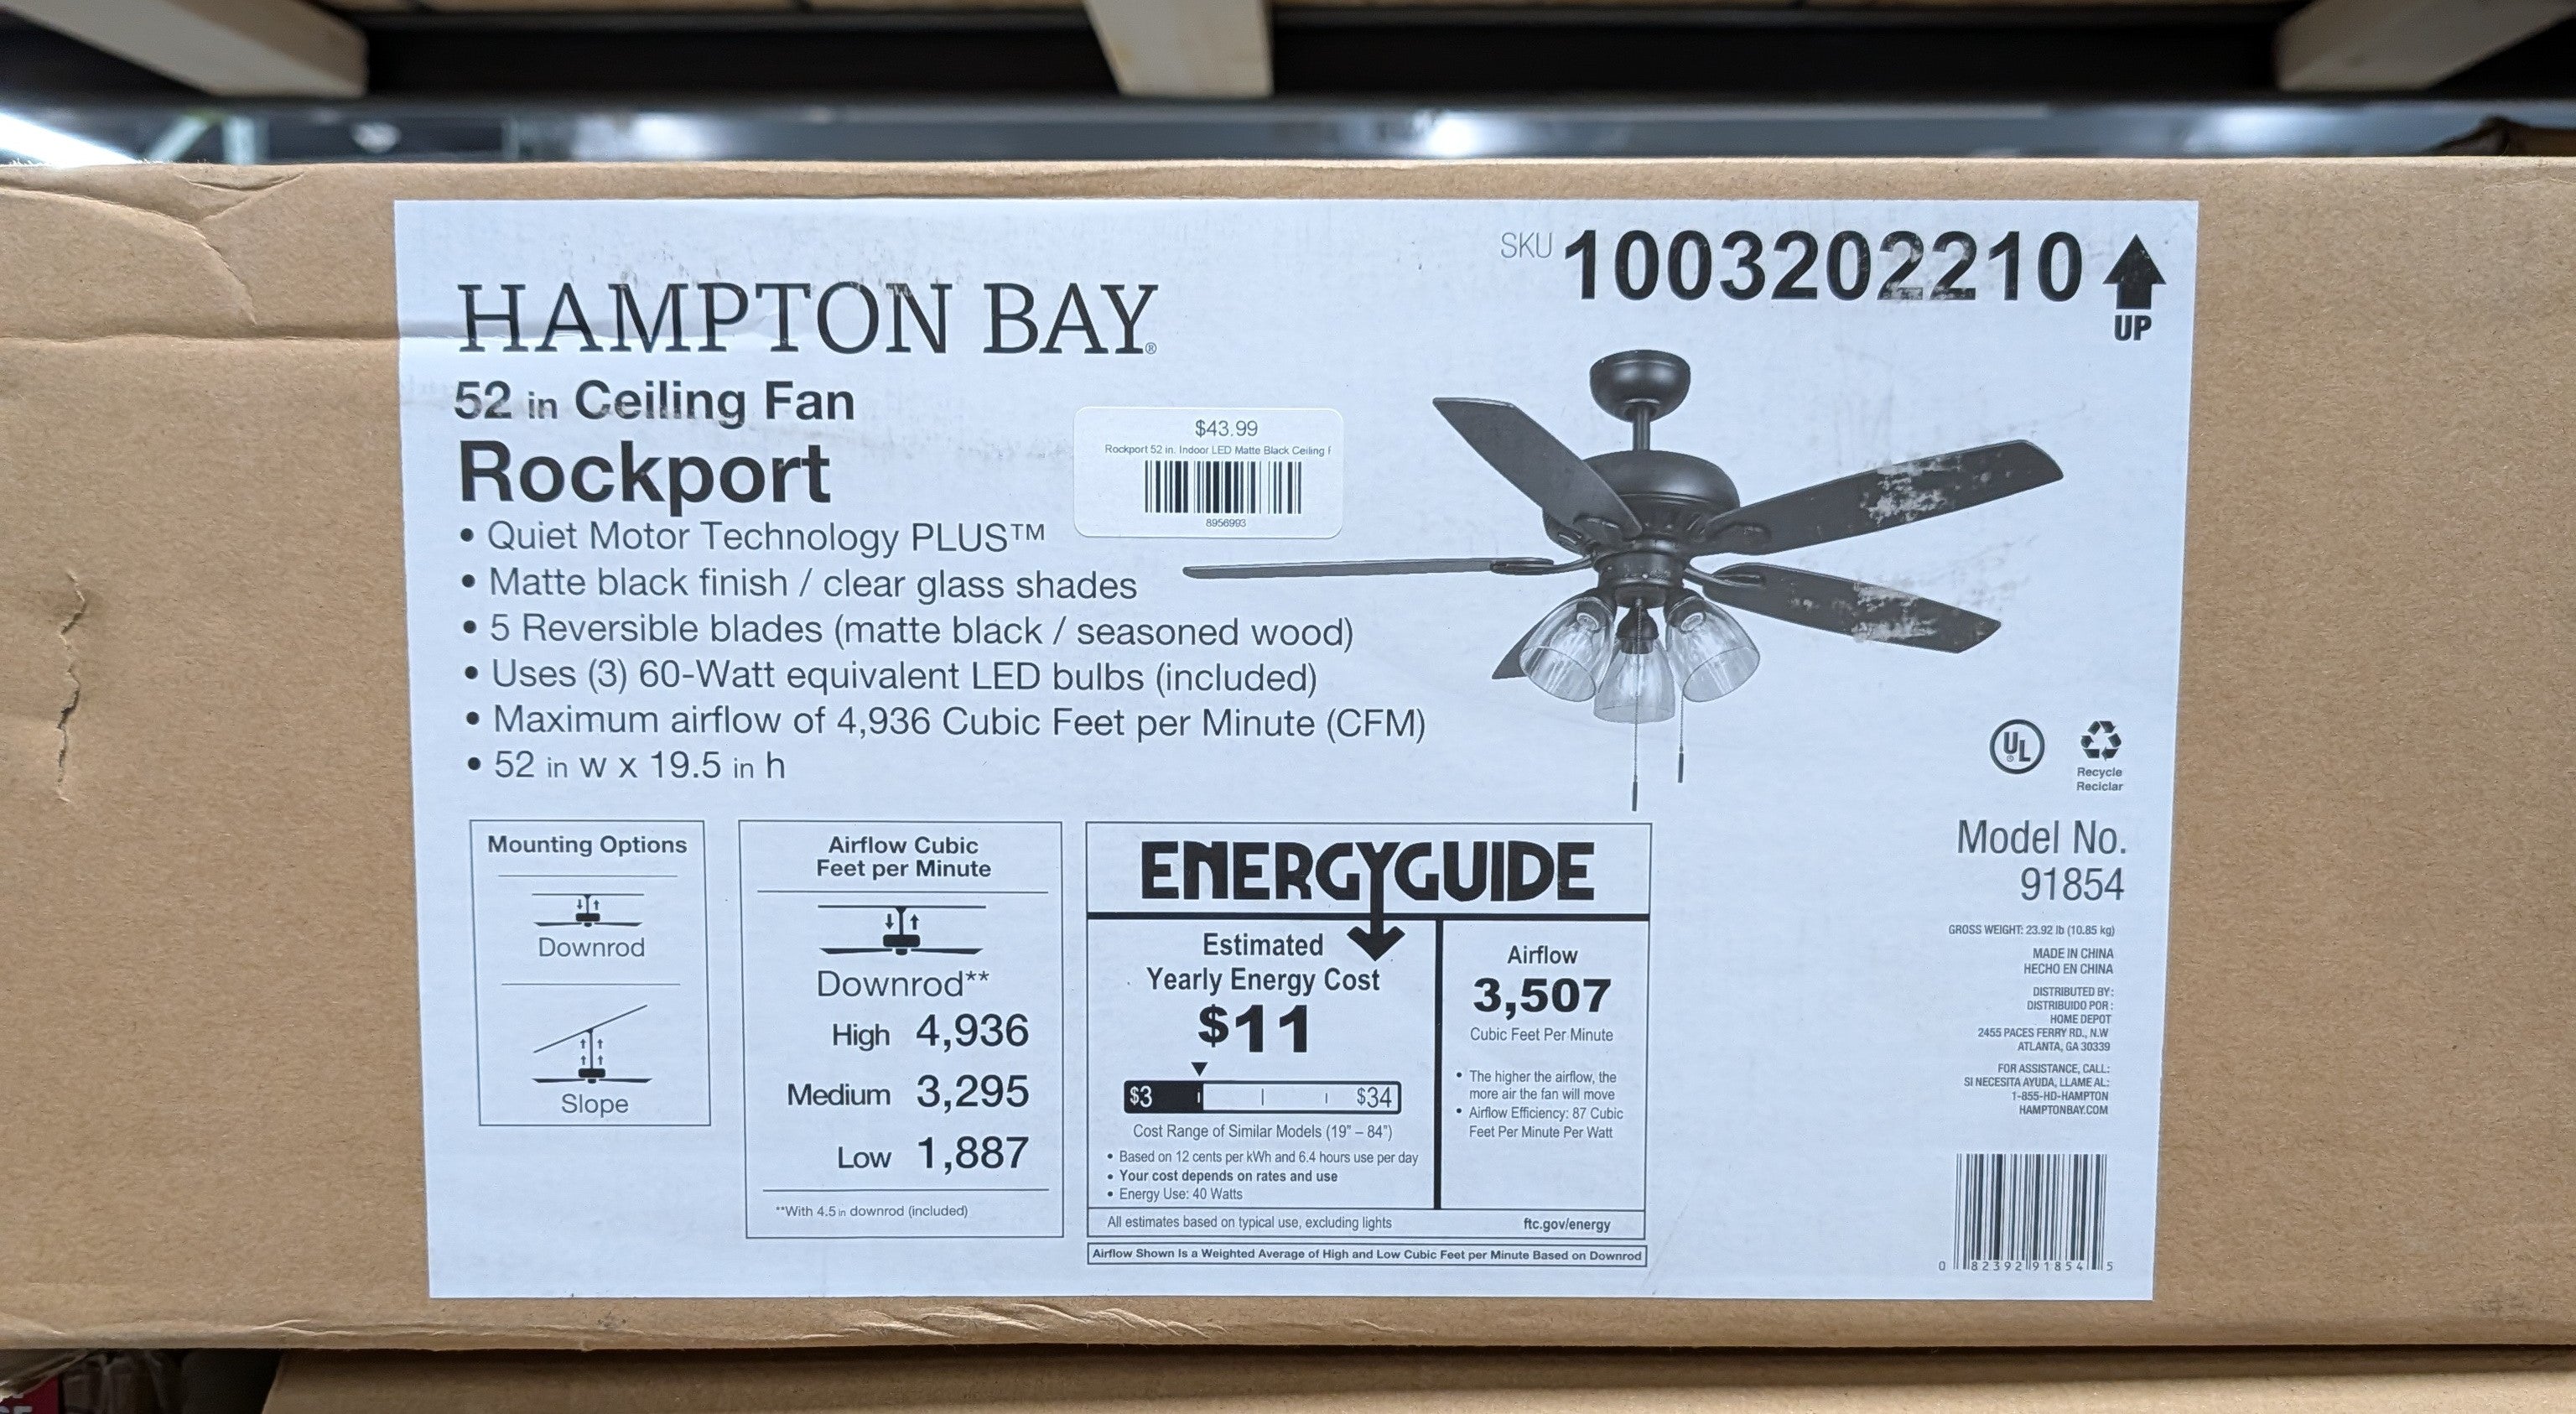 SKU 1003202210
UP
HAMPTON BAY®
52 in Ceiling Fan
Rockport
• Quiet Motor Technology PLUS™
• Matte black finish / clear glass shades
• 5 Reversible blades (matte black / seasoned wood)
• Uses (3) 60-Watt equivalent LED bulbs (included)
• Maximum airflow of 4,936 Cubic Feet per Minute (CFM)
• 52 in w x 19.5 in h
$43.99
Rockport 52 in. Indoor LED Matte Black Ceiling F
8956993
Mounting Options
Downrod
Slope
Airflow Cubic
Feet per Minute
Downrod**
High 4,936
Medium 3,295
Low 1,887
**With 4.5 in downrod (included)
ENERGYGUIDE
Estimated
Yearly Energy Cost
$11
$3 $34
Cost Range of Similar Models (19" – 84")
• Based on 12 cents per kWh and 6.4 hours use per day
• Your cost depends on rates and use
• Energy Use: 40 Watts
Airflow
3,507
Cubic Feet Per Minute
• The higher the airflow, the
more air the fan will move
• Airflow Efficiency: 87 Cubic
Feet Per Minute Per Watt
All estimates based on typical use, excluding lights
ftc.gov/energy
Airflow Shown Is a Weighted Average of High and Low Cubic Feet per Minute Based on Downrod
UL
Recycle
Reciclar
Model No.
91854
GROSS WEIGHT: 23.92 lb (10.85 kg)
MADE IN CHINA
HECHO EN CHINA
DISTRIBUTED BY:
DISTRIBUIDO POR :
HOME DEPOT
2455 PACES FERRY RD., N.W
ATLANTA, GA 30339
FOR ASSISTANCE, CALL:
SI NECESITA AYUDA, LLAME AL:
1-855-HD-HAMPTON
HAMPTONBAY.COM
0 82392 91854 5